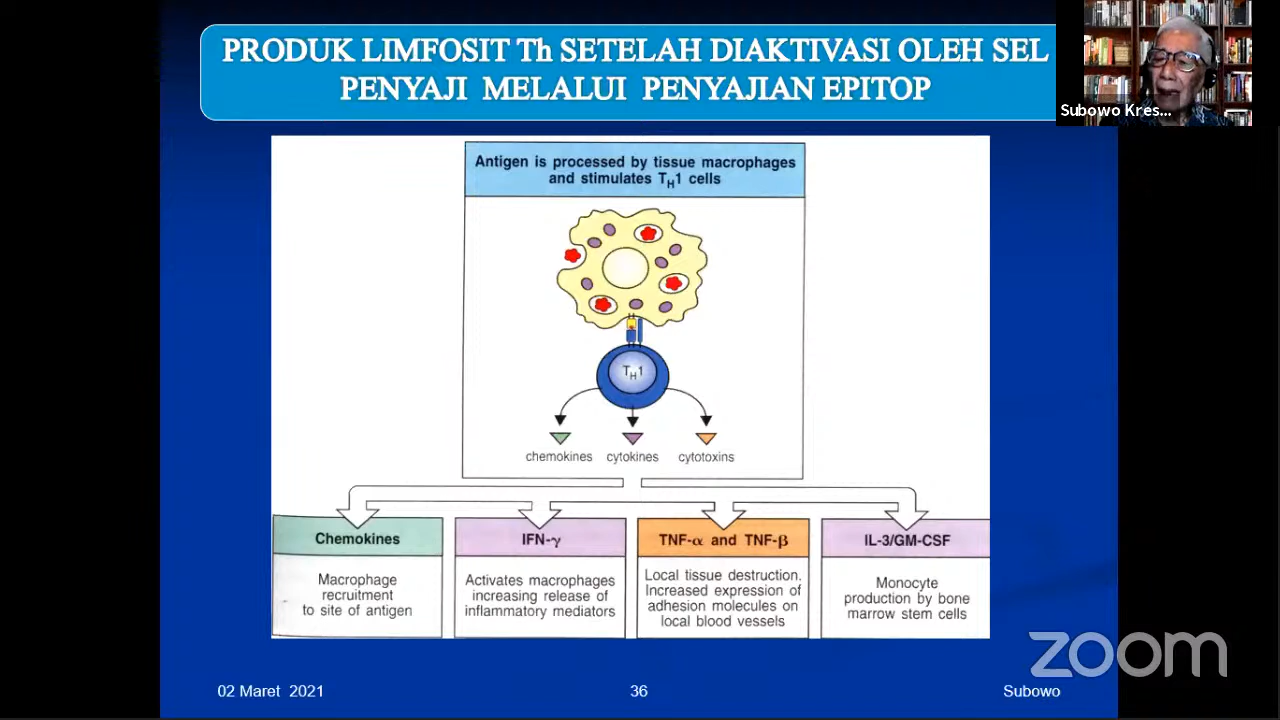 PRODUK LIMFOSIT Th SETELAH DIAKTIVASI OLEH SEL
PENYAJI MELALUI PENYAJIAN EPITOP
Subowo Kres...
Antigen is processed by tissue macrophages
and stimulates TH1 cells
TH1
chemokines cytokines cytotoxins
Chemokines
Macrophage
recruitment
to site of antigen
IFN-γ
Activates macrophages
increasing release of
inflammatory mediators
TNF-α and TNF-β
Local tissue destruction.
Increased expression of
adhesion molecules on
local blood vessels
IL-3/GM-CSF
Monocyte
production by bone
marrow stem cells
zoom
02 Maret 2021
36
Subowo